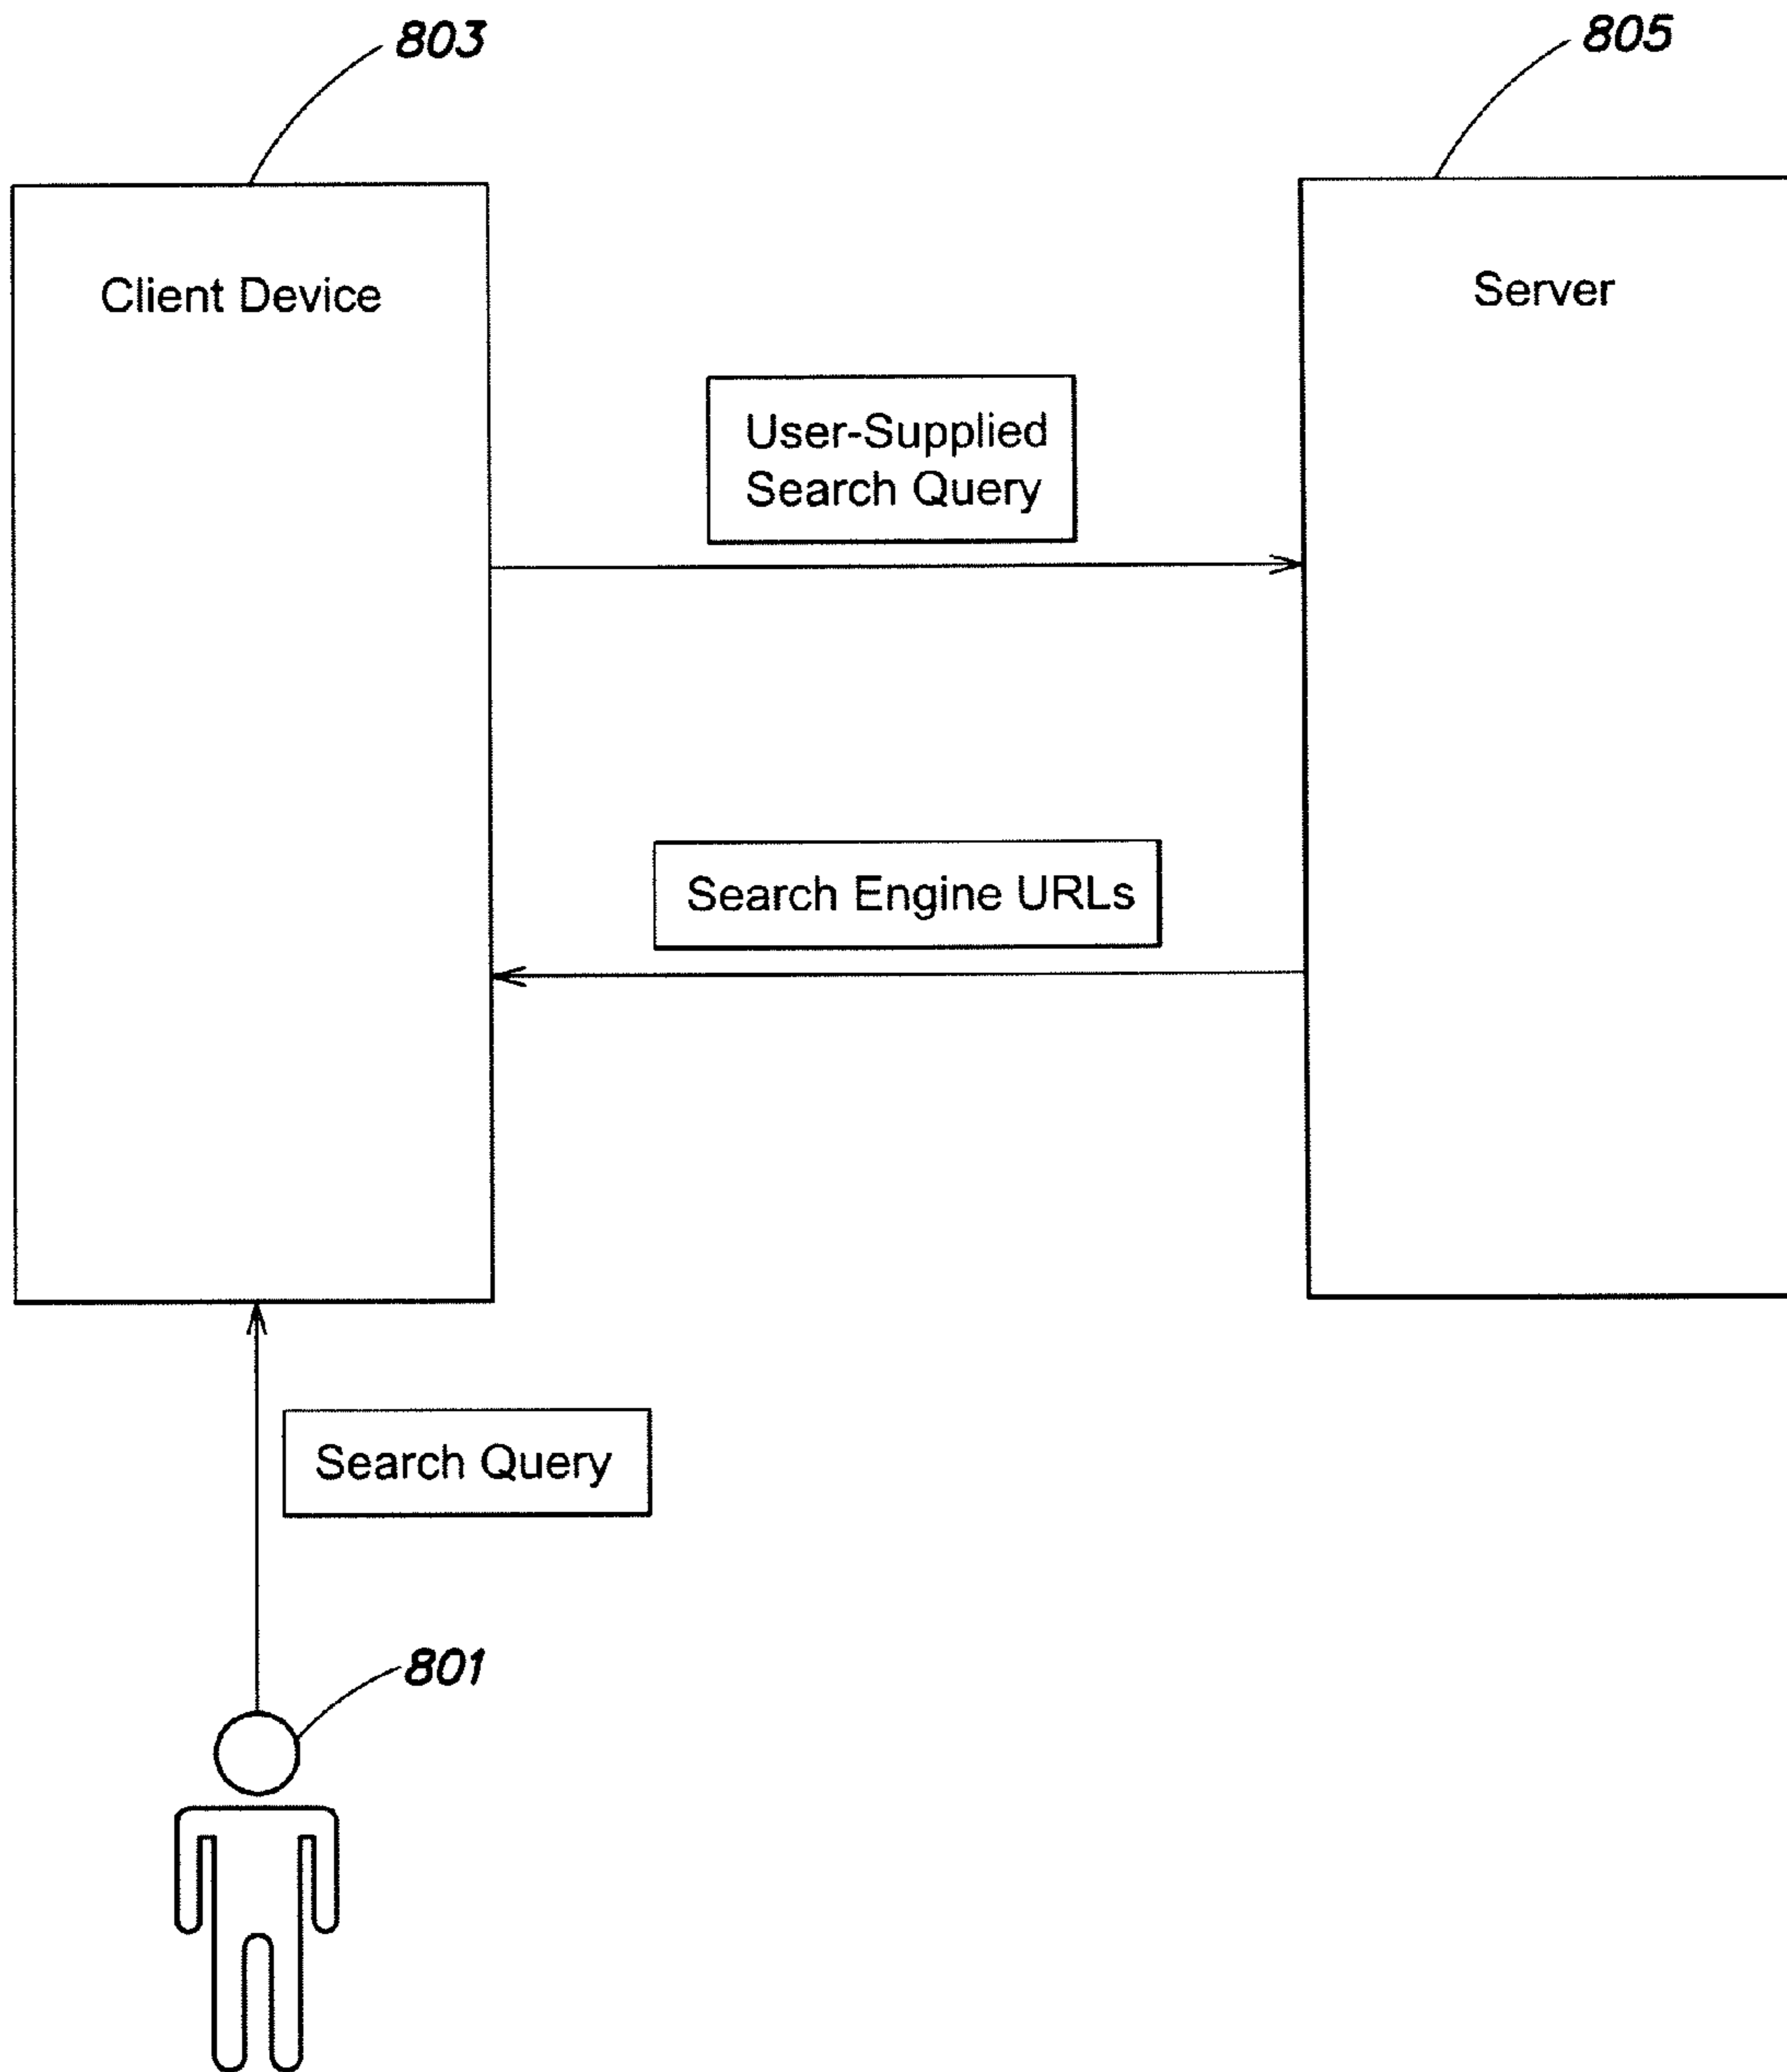 803
805
Client Device
Server
User-Supplied
Search Query
Search Engine URLs
Search Query
801